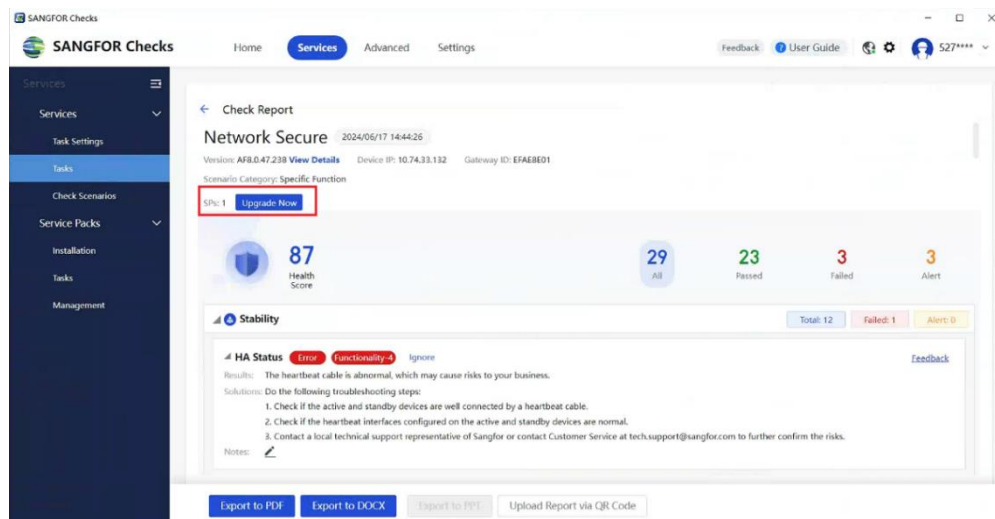 SANGFOR Checks
SANGFOR Checks Home Services Advanced Settings Feedback User Guide 527****
Services
Services
Task Settings
Tasks
Check Scenarios
Service Packs
Installation
Tasks
Management
Check Report
Network Secure 2024/06/17 14:44:26
Version: AF8.0.47.238 View Details Device IP: 10.74.33.132 Gateway ID: EFAE8E01
Scenario Category: Specific Function
SPs: 1 Upgrade Now
87 29 23 3 3
Health Score All Passed Failed Alert
Stability Total: 12 Failed: 1 Alert: 0
HA Status Error Functionality-4 Ignore Feedback
Results: The heartbeat cable is abnormal, which may cause risks to your business.
Solutions: Do the following troubleshooting steps:
1. Check if the active and standby devices are well connected by a heartbeat cable.
2. Check if the heartbeat interfaces configured on the active and standby devices are normal.
3. Contact a local technical support representative of Sangfor or contact Customer Service at tech.support@sangfor.com to further confirm the risks.
Notes:
Export to PDF Export to DOCX Export to PPT Upload Report via QR Code